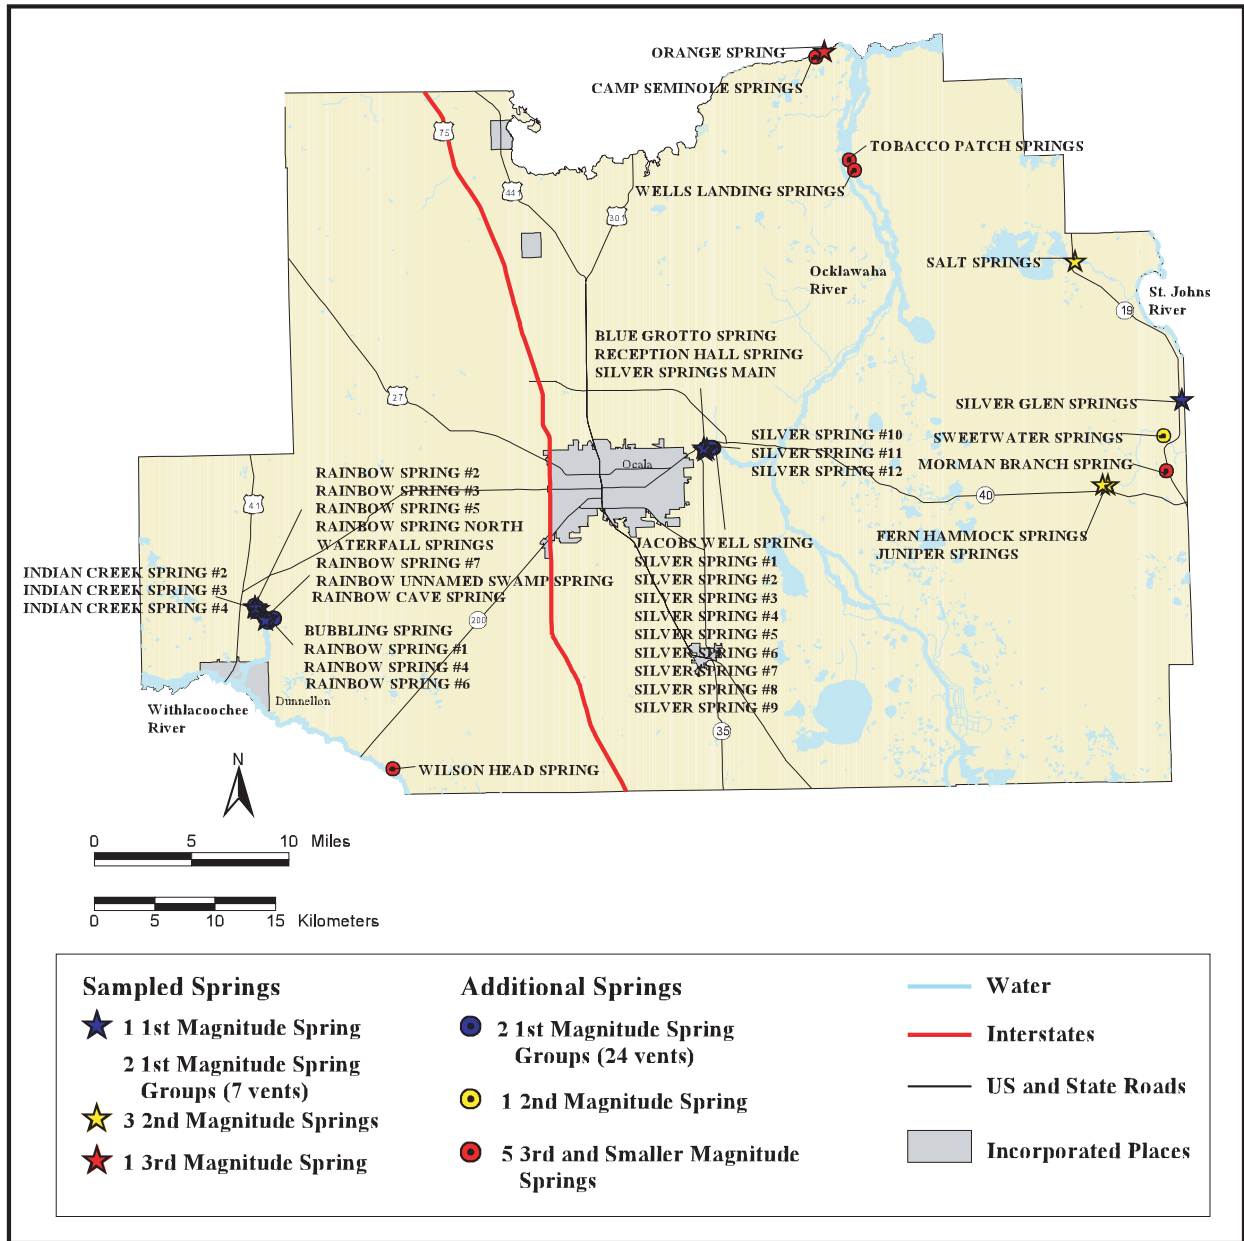 ORANGE SPRING
CAMP SEMINOLE SPRINGS
75
TOBACCO PATCH SPRINGS
441
WELLS LANDING SPRINGS
301
SALT SPRINGS
Ocklawaha
River
St. Johns
River
19
BLUE GROTTO SPRING
RECEPTION HALL SPRING
SILVER SPRINGS MAIN
27
SILVER GLEN SPRINGS
SWEETWATER SPRINGS
MORMAN BRANCH SPRING
SILVER SPRING #10
SILVER SPRING #11
SILVER SPRING #12
Ocala
40
FERN HAMMOCK SPRINGS
JUNIPER SPRINGS
41
RAINBOW SPRING #2
RAINBOW SPRING #3
RAINBOW SPRING #5
RAINBOW SPRING NORTH
WATERFALL SPRINGS
RAINBOW SPRING #7
RAINBOW UNNAMED SWAMP SPRING
RAINBOW CAVE SPRING
INDIAN CREEK SPRING #2
INDIAN CREEK SPRING #3
INDIAN CREEK SPRING #4
200
BUBBLING SPRING
RAINBOW SPRING #1
RAINBOW SPRING #4
RAINBOW SPRING #6
JACOBS WELL SPRING
SILVER SPRING #1
SILVER SPRING #2
SILVER SPRING #3
SILVER SPRING #4
SILVER SPRING #5
SILVER SPRING #6
SILVER SPRING #7
SILVER SPRING #8
SILVER SPRING #9
35
Dunnellon
Withlacoochee
River
WILSON HEAD SPRING
N
0 5 10 Miles
0 5 10 15 Kilometers
Sampled Springs
1 1st Magnitude Spring
2 1st Magnitude Spring
Groups (7 vents)
3 2nd Magnitude Springs
1 3rd Magnitude Spring
Additional Springs
2 1st Magnitude Spring
Groups (24 vents)
1 2nd Magnitude Spring
5 3rd and Smaller Magnitude
Springs
Water
Interstates
US and State Roads
Incorporated Places